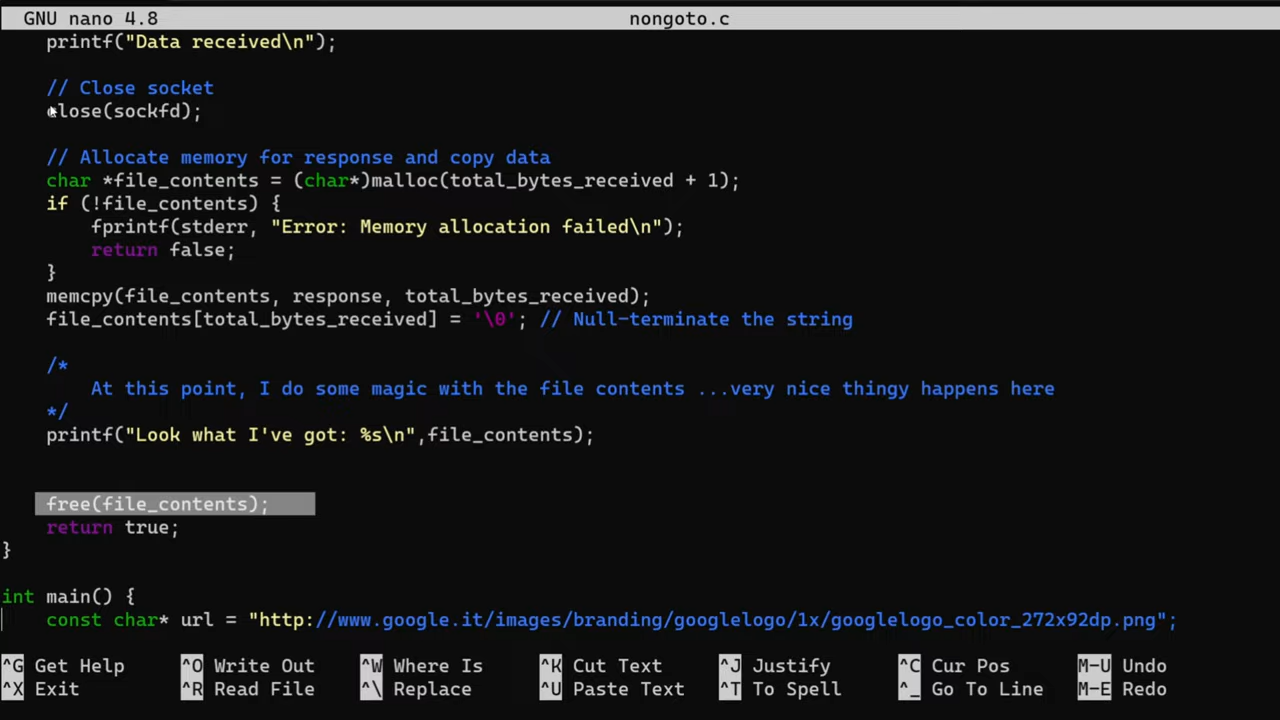 GNU nano 4.8 nongoto.c
printf("Data received\n");
// Close socket
close(sockfd);
// Allocate memory for response and copy data
char *file_contents = (char*)malloc(total_bytes_received + 1);
if (!file_contents) {
fprintf(stderr, "Error: Memory allocation failed\n");
return false;
}
memcpy(file_contents, response, total_bytes_received);
file_contents[total_bytes_received] = '\0'; // Null-terminate the string
/*
At this point, I do some magic with the file contents ...very nice thingy happens here
*/
printf("Look what I've got: %s\n",file_contents);
free(file_contents);
return true;
}
int main() {
const char* url = "http://www.google.it/images/branding/googlelogo/1x/googlelogo_color_272x92dp.png";
^G Get Help ^O Write Out ^W Where Is ^K Cut Text ^J Justify ^C Cur Pos M-U Undo
^X Exit ^R Read File ^\ Replace ^U Paste Text ^T To Spell ^_ Go To Line M-E Redo